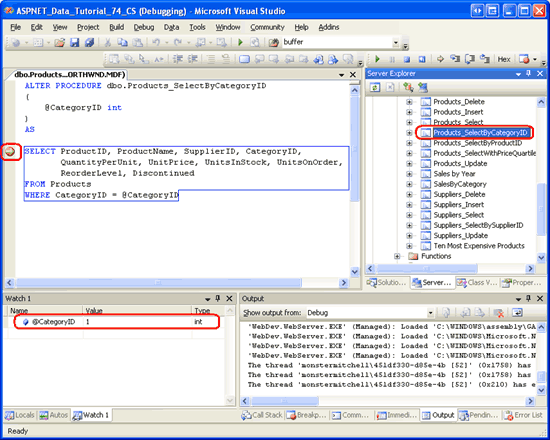 ASPNET_Data_Tutorial_74_CS (Debugging) - Microsoft Visual Studio
File Edit View Project Build Debug Data Tools Window Community Help Addins
buffer
Hex
dbo.Products...ORTHWND.MDF)
ALTER PROCEDURE dbo.Products_SelectByCategoryID
(
@CategoryID int
)
AS
SELECT ProductID, ProductName, SupplierID, CategoryID,
QuantityPerUnit, UnitPrice, UnitsInStock, UnitsOnOrder,
ReorderLevel, Discontinued
FROM Products
WHERE CategoryID = @CategoryID
Server Explorer
Products_Delete
Products_Insert
Products_Select
Products_SelectByCategoryID
Products_SelectByProductID
Products_SelectWithPriceQuartile
Products_Update
Sales by Year
SalesByCategory
Suppliers_Delete
Suppliers_Insert
Suppliers_Select
Suppliers_SelectBySupplierID
Suppliers_Update
Ten Most Expensive Products
Functions
Solutio... Server... Class V... Proper...
Watch 1
Name Value Type
@CategoryID 1 int
Locals Autos Watch 1
Output
Show output from: Debug
'WebDev.WebServer.EXE' (Managed): Loaded 'C:\WINDOWS\assembly\GA
'WebDev.WebServer.EXE' (Managed): Loaded 'C:\WINDOWS\Microsoft.N
'WebDev.WebServer.EXE' (Managed): Loaded 'C:\WINDOWS\Microsoft.N
'WebDev.WebServer.EXE' (Managed): Loaded 'C:\WINDOWS\Microsoft.N
The thread 'monstermitchell\451df330-d85e-4b [52]' (0x1758) has
The thread 'monstermitchell\451df330-d85e-4b [52]' (0x1758) has
The thread 'monstermitchell\451df330-d85e-4b [52]' (0x210) has e
Call Stack Breakp... Comm... Immedi... Output Pendin... Error List
Ready